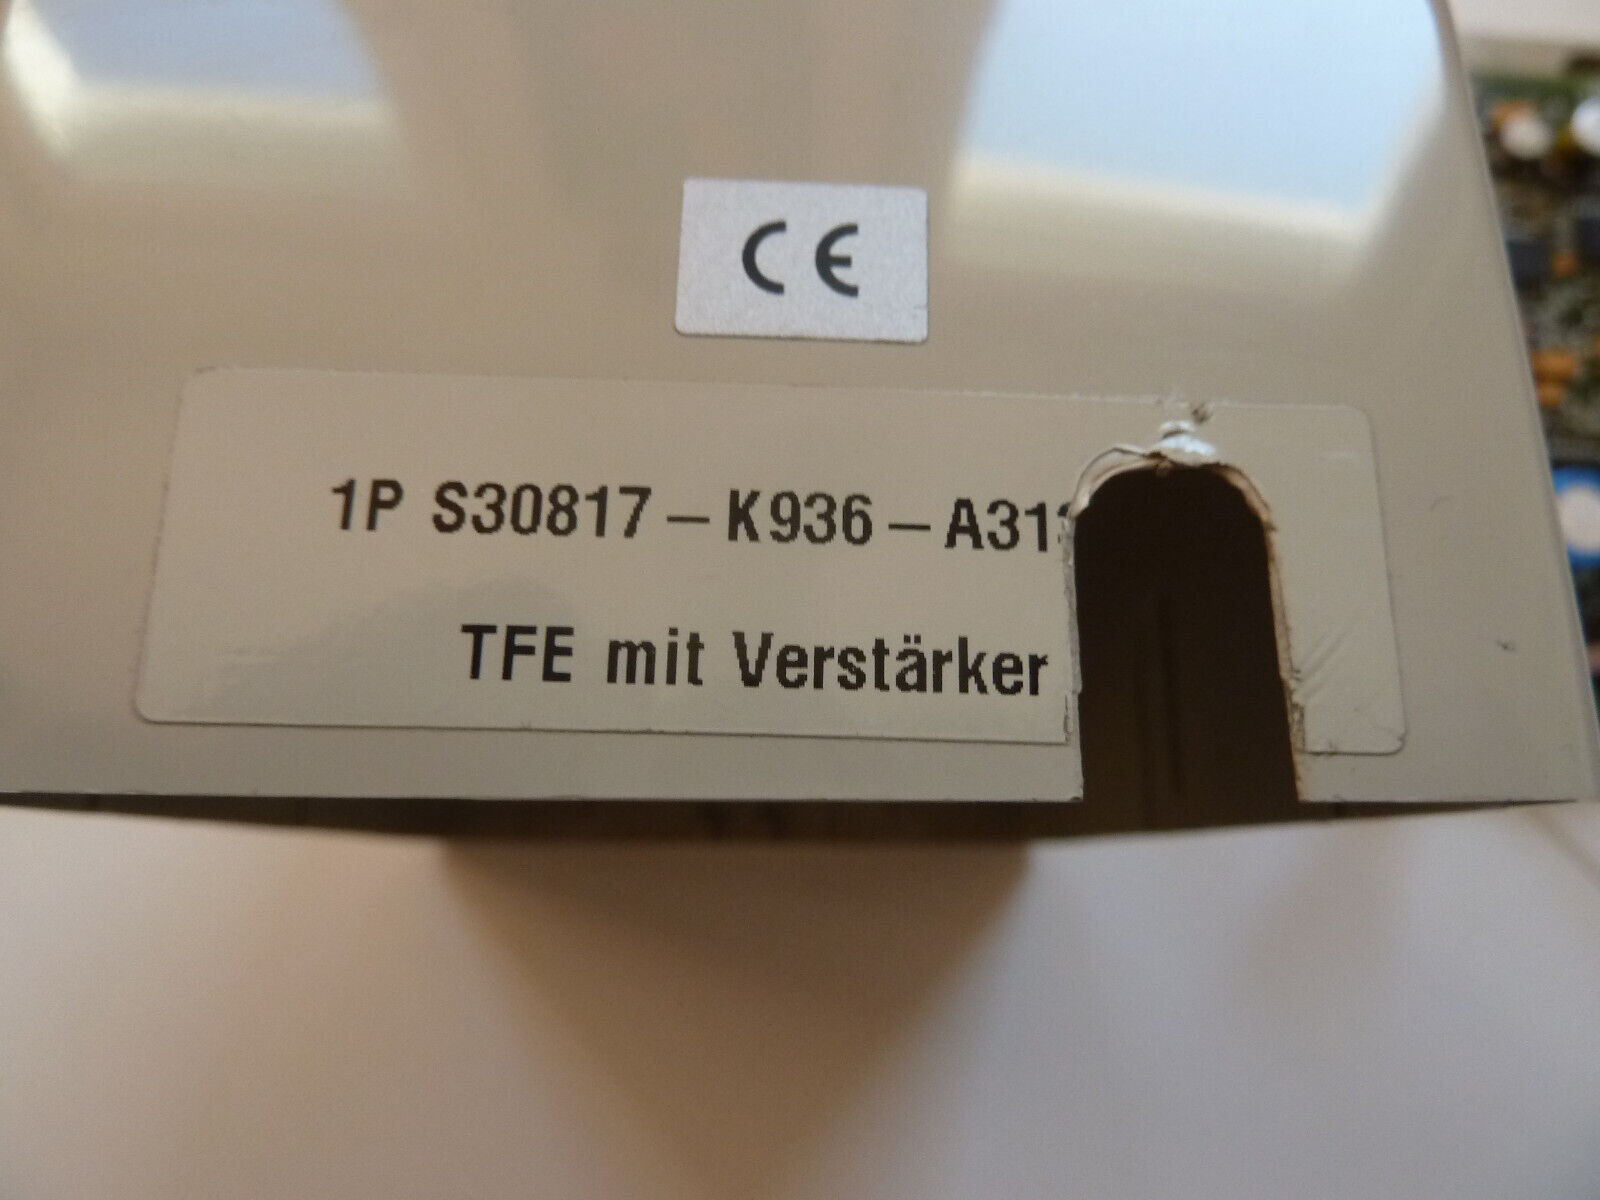 CE
1P S30817-K936-A31
TFE mit Verstärker